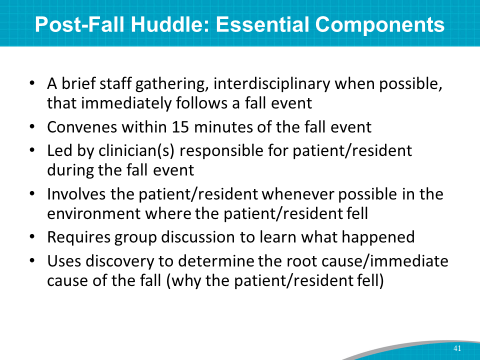 Post-Fall Huddle: Essential Components
• A brief staff gathering, interdisciplinary when possible,
that immediately follows a fall event
• Convenes within 15 minutes of the fall event
• Led by clinician(s) responsible for patient/resident
during the fall event
• Involves the patient/resident whenever possible in the
environment where the patient/resident fell
• Requires group discussion to learn what happened
• Uses discovery to determine the root cause/immediate
cause of the fall (why the patient/resident fell)
41